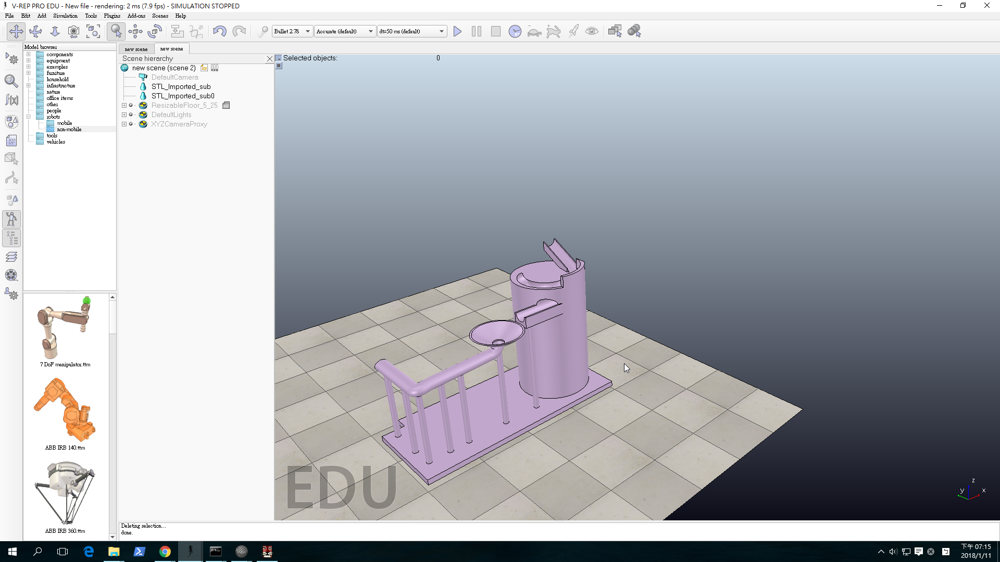 V-REP PRO EDU - New file - rendering: 2 ms (7.9 fps) - SIMULATION STOPPED
File Edit Add Simulation Tools Plugins Add-ons Scenes Help
Bullet 2.78 Accurate (default) dt=50 ms (default)
Model browser
components
equipment
examples
furniture
household
infrastructure
nature
office items
other
people
robots
mobile
non-mobile
tools
vehicles
7 DoF manipulator.ttm
ABB IRB 140.ttm
ABB IRB 360.ttm
new scene new scene
Scene hierarchy
new scene (scene 2)
DefaultCamera
STL_Imported_sub
STL_Imported_sub0
ResizableFloor_5_25
DefaultLights
XYZCameraProxy
Selected objects: 0
EDU
z
y x
Deleting selection...
done.
下午 07:15
2018/1/11